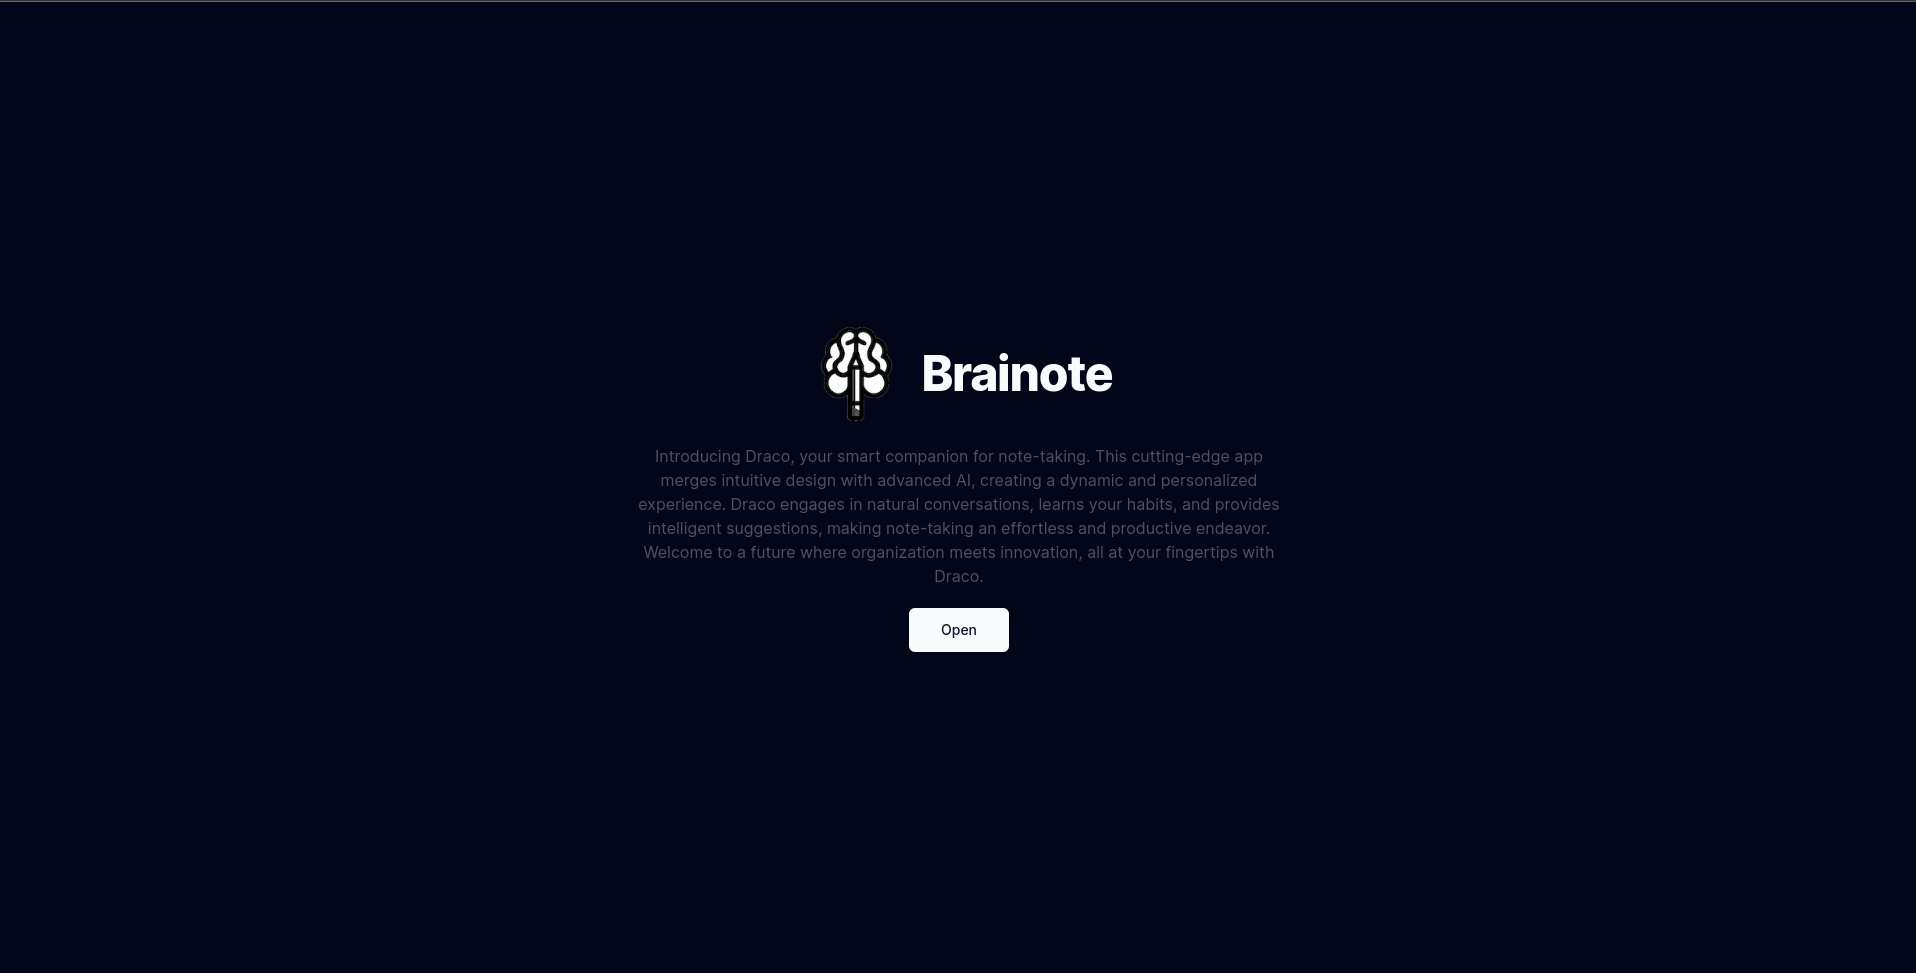 Brainote
Introducing Draco, your smart companion for note-taking. This cutting-edge app
merges intuitive design with advanced AI, creating a dynamic and personalized
experience. Draco engages in natural conversations, learns your habits, and provides
intelligent suggestions, making note-taking an effortless and productive endeavor.
Welcome to a future where organization meets innovation, all at your fingertips with
Draco.
Open